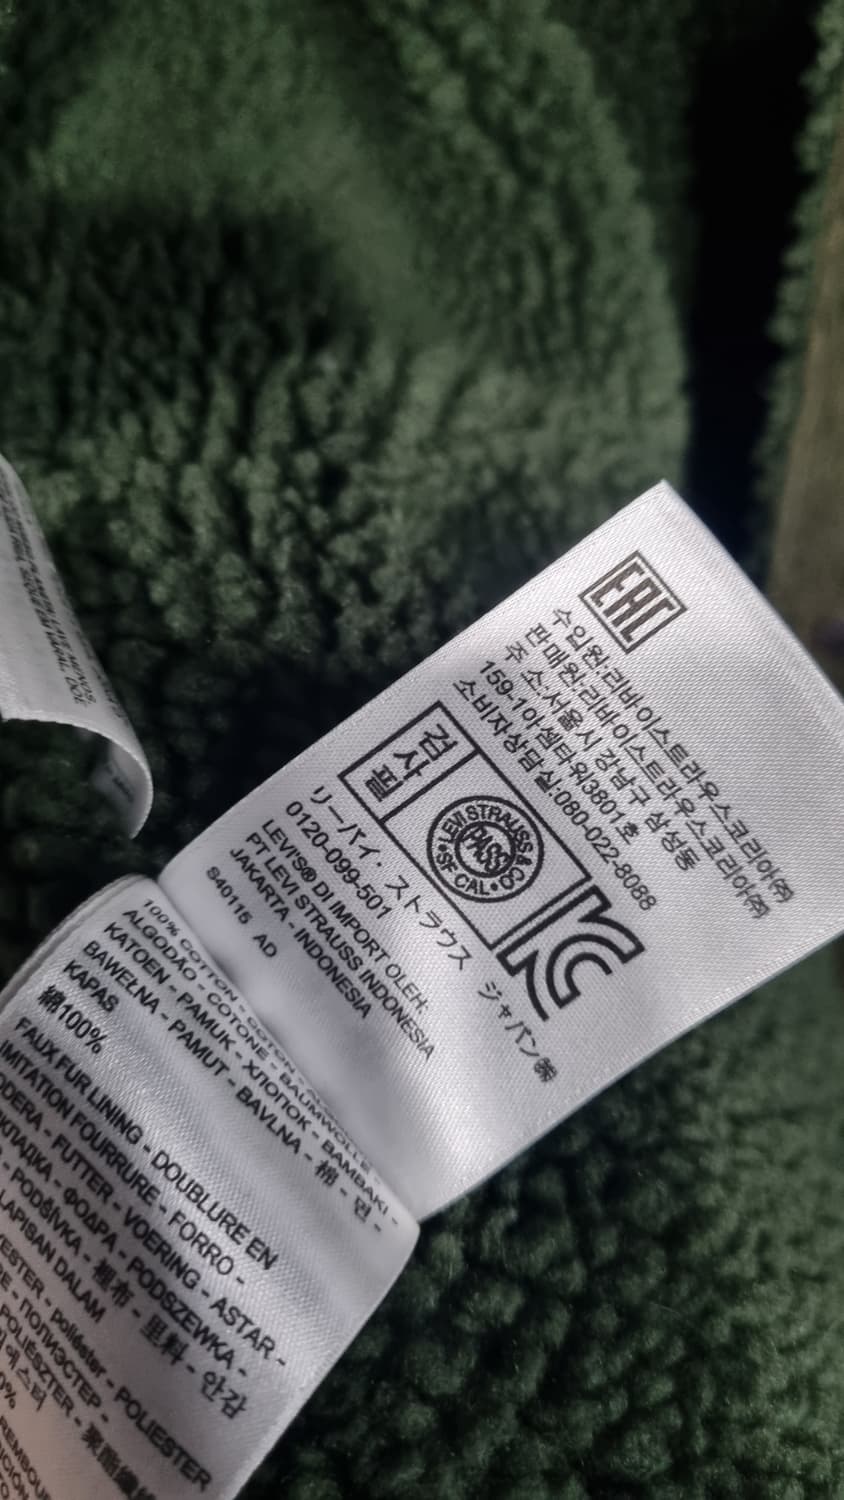 EAC
수입원:리바이스트라우스코리아㈜
판매원:리바이스트라우스코리아㈜
주 소:서울시 강남구 삼성동
159-1아셈타워3801호
소비자상담실:080-022-8088
검사필
LEVI STRAUSS & CO
PASS
SF CAL.
リーバイ・ストラウス ジャパン㈱
0120-099-501
LEVI'S® DI IMPORT OLEH:
PT LEVI STRAUSS INDONESIA
JAKARTA - INDONESIA
S40115 AD
100% COTTON - COTON -
ALGODÃO - COTONE - BAUMWOLLE -
KATOEN - PAMUK - ХЛОПОК - BAMBAKI -
BAWEŁNA - PAMUT - BAVLNA - 棉 - 면 -
KAPAS
綿100%
FAUX FUR LINING - DOUBLURE EN
IMITATION FOURRURE - FORRO -
FUTTER - VOERING - ASTAR -
ФОДРА - PODSZEWKA -
PODŠÍVKA - 裡布 - 里料 - 안감
LAPISAN DALAM
poliéster - POLIESTER
ПОЛИЭСТЕР -
POLIÉSZTER -